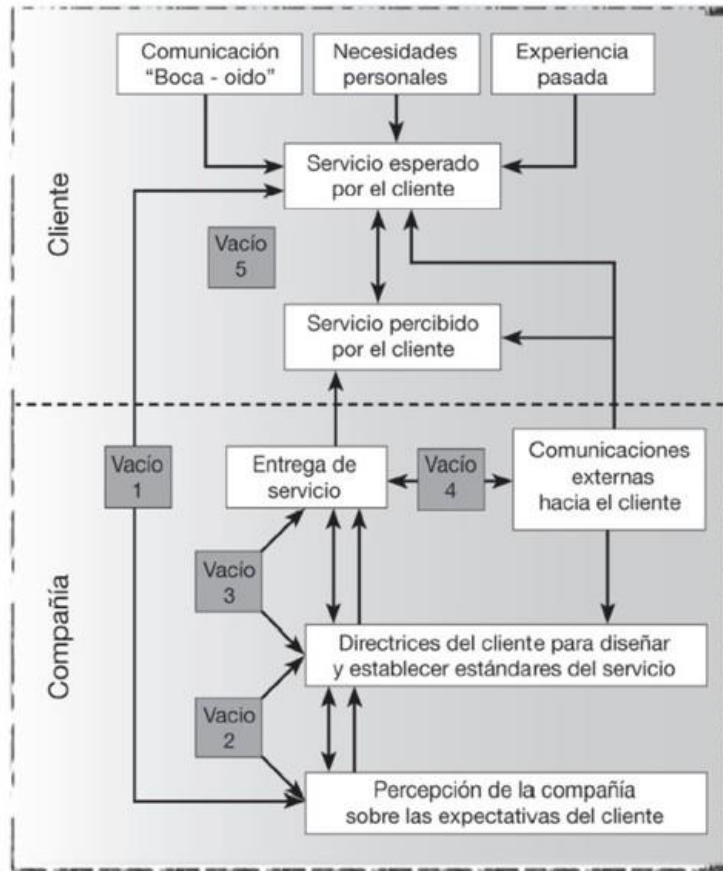 Comunicación
"Boca - oido"
Necesidades
personales
Experiencia
pasada
Servicio esperado
por el cliente
Cliente
Vacío
5
Servicio percibido
por el cliente
Vacío
1
Entrega de
servicio
Vacío
4
Comunicaciones
externas
hacia el cliente
Compañía
Vacío
3
Directrices del cliente para diseñar
y establecer estándares del servicio
Vacio
2
Percepción de la compañía
sobre las expectativas del cliente